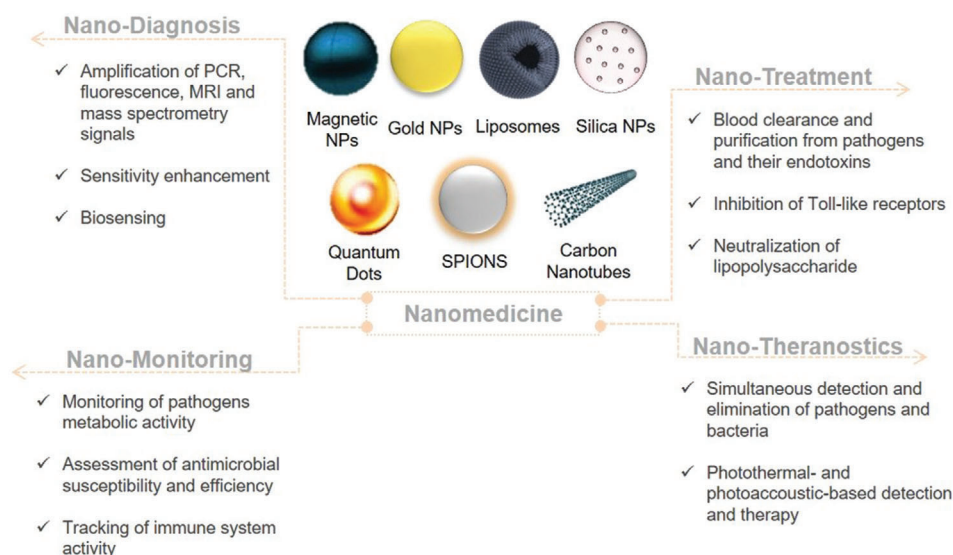 Nano-Diagnosis
✓ Amplification of PCR,
fluorescence, MRI and
mass spectrometry
signals
✓ Sensitivity enhancement
✓ Biosensing
Magnetic
NPs
Gold NPs
Liposomes
Silica NPs
Quantum
Dots
SPIONS
Carbon
Nanotubes
Nano-Treatment
✓ Blood clearance and
purification from pathogens
and their endotoxins
✓ Inhibition of Toll-like receptors
✓ Neutralization of
lipopolysaccharide
Nanomedicine
Nano-Monitoring
✓ Monitoring of pathogens
metabolic activity
✓ Assessment of antimicrobial
susceptibility and efficiency
✓ Tracking of immune system
activity
Nano-Theranostics
✓ Simultaneous detection and
elimination of pathogens and
bacteria
✓ Photothermal- and
photoaccoustic-based detection
and therapy